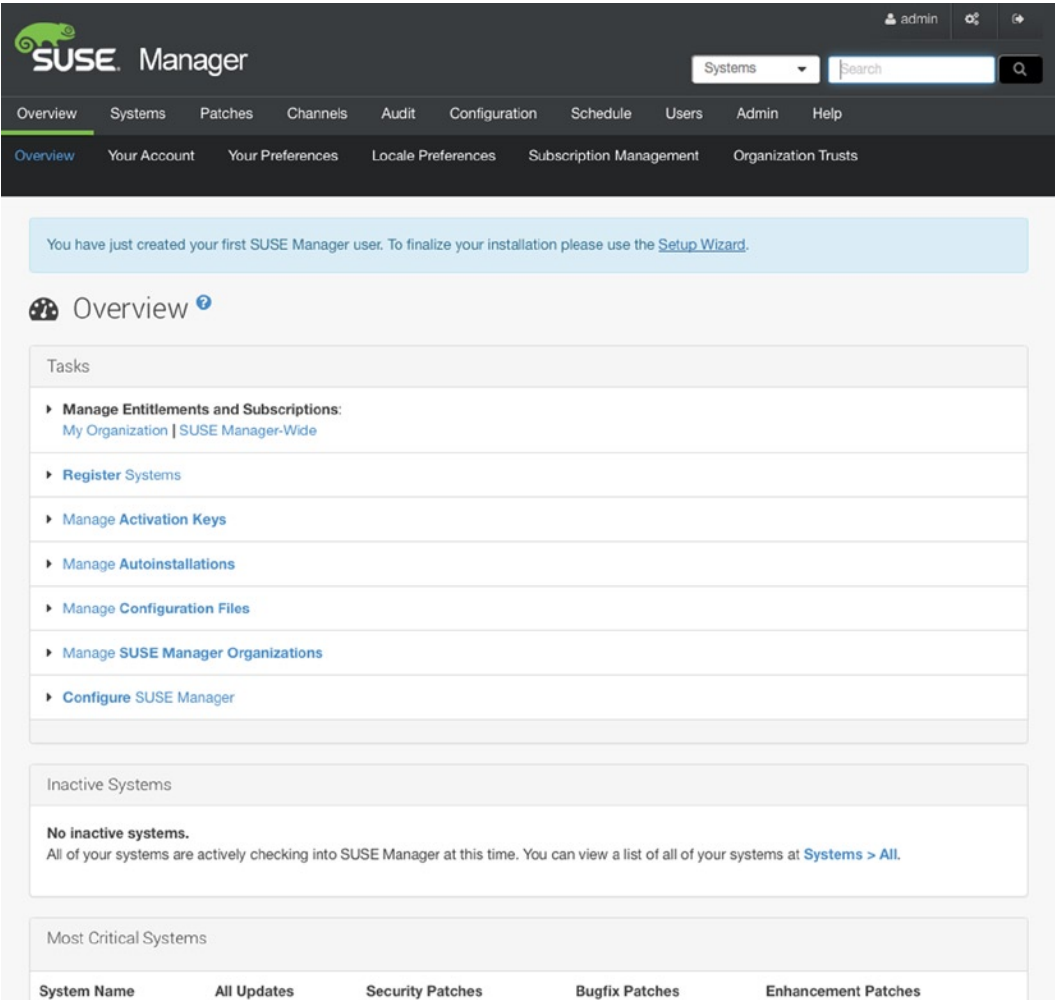 admin
SUSE. Manager
Systems
Search
Overview Systems Patches Channels Audit Configuration Schedule Users Admin Help
Overview Your Account Your Preferences Locale Preferences Subscription Management Organization Trusts
You have just created your first SUSE Manager user. To finalize your installation please use the Setup Wizard.
Overview ?
Tasks
Manage Entitlements and Subscriptions:
My Organization | SUSE Manager-Wide
Register Systems
Manage Activation Keys
Manage Autoinstallations
Manage Configuration Files
Manage SUSE Manager Organizations
Configure SUSE Manager
Inactive Systems
No inactive systems.
All of your systems are actively checking into SUSE Manager at this time. You can view a list of all of your systems at Systems > All.
Most Critical Systems
System Name All Updates Security Patches Bugfix Patches Enhancement Patches